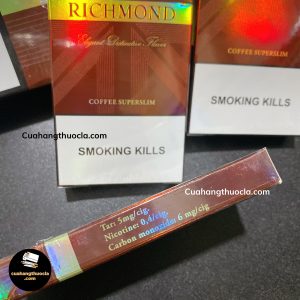 RICHMOND
Elegant Distinctive Flavor
COFFEE SUPERSLIM
COFFEE SUPERSLIM
Cuahangthuocla.com
SMOKING KILLS
SMOKING KILLS
Cuahangthuocla.com
Tar: 5mg/cig.
Nicotine: 0,4/cig.
Carbon monoxide: 6 mg/cig
cuahangthuocla.
com